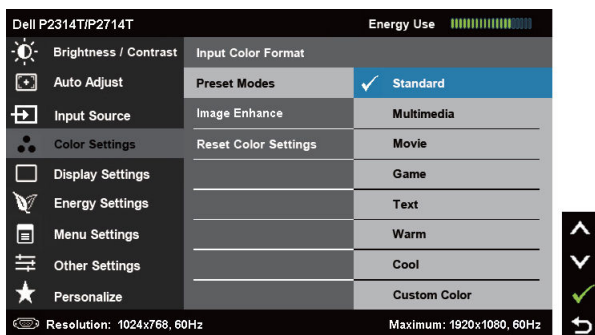 Dell P2314T/P2714T
Energy Use
Brightness / Contrast
Input Color Format
Auto Adjust
Preset Modes
Standard
Input Source
Image Enhance
Multimedia
Color Settings
Reset Color Settings
Movie
Display Settings
Game
Energy Settings
Text
Menu Settings
Warm
Other Settings
Cool
Personalize
Custom Color
Resolution: 1024x768, 60Hz
Maximum: 1920x1080, 60Hz